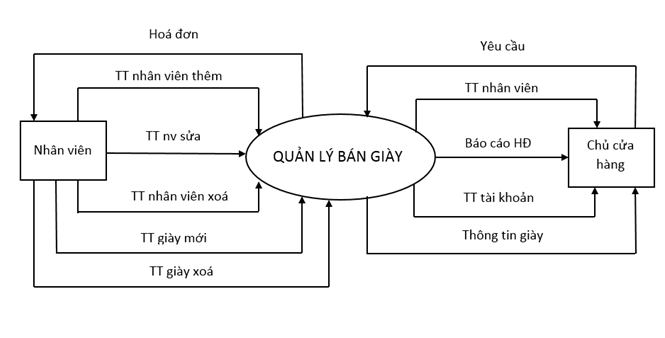 Hoá đơn
Yêu cầu
TT nhân viên thêm
TT nhân viên
TT nv sửa
Báo cáo HĐ
Nhân viên
QUẢN LÝ BÁN GIÀY
Chủ cửa
hàng
TT nhân viên xoá
TT tài khoản
TT giày mới
Thông tin giày
TT giày xoá